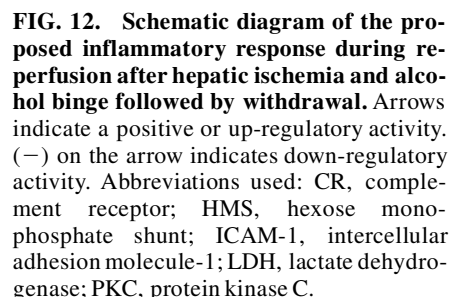 FIG. 12. Schematic diagram of the pro-
posed inflammatory response during re-
perfusion after hepatic ischemia and alco-
hol binge followed by withdrawal. Arrows
indicate a positive or up-regulatory activity.
(−) on the arrow indicates down-regulatory
activity. Abbreviations used: CR, comple-
ment receptor; HMS, hexose mono-
phosphate shunt; ICAM-1, intercellular
adhesion molecule-1; LDH, lactate dehydro-
genase; PKC, protein kinase C.